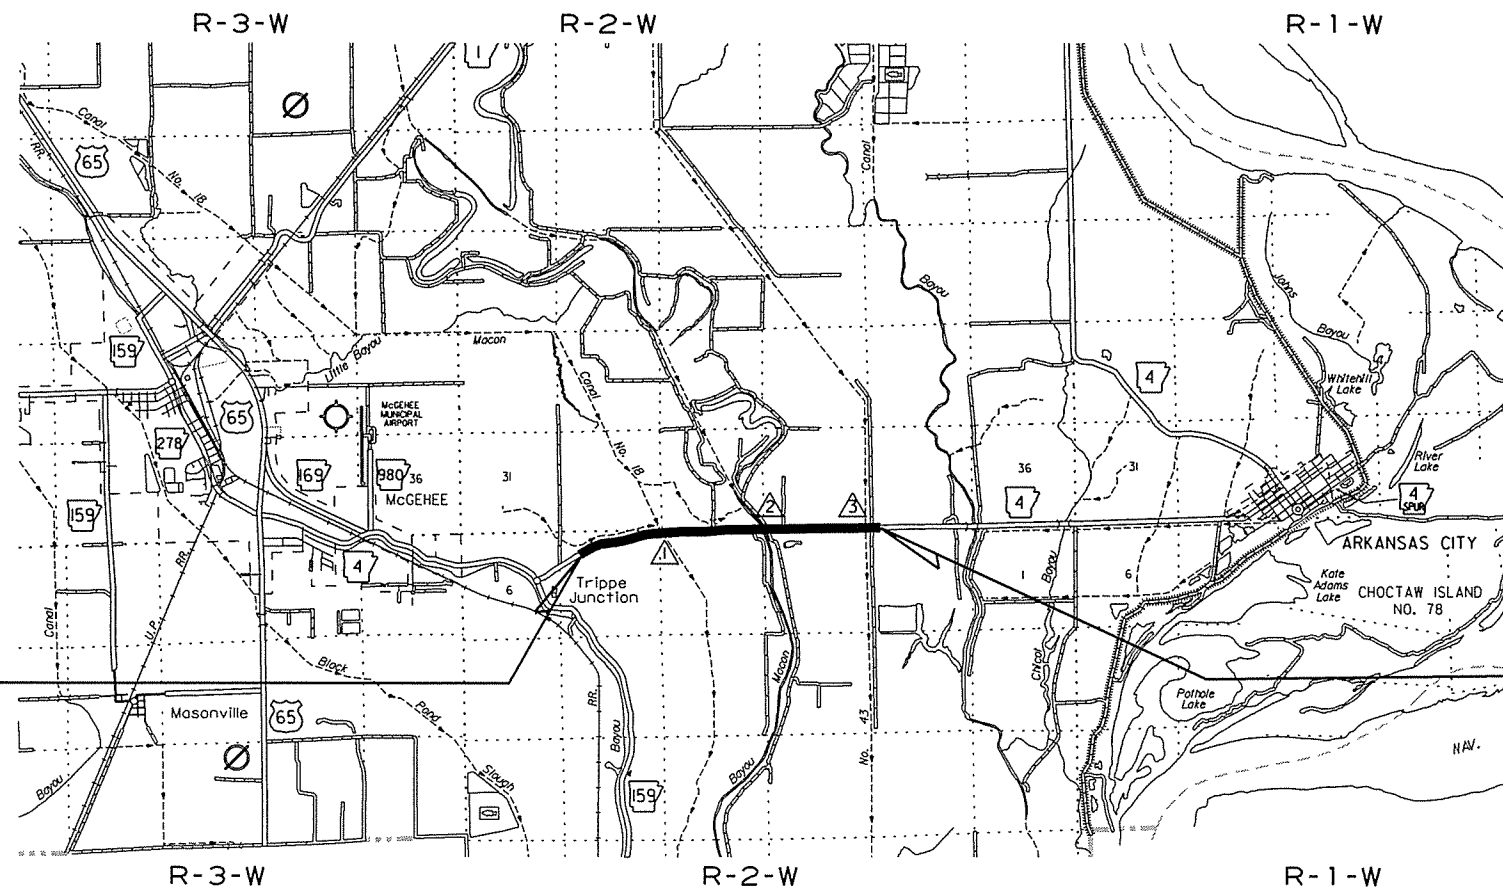 R-3-W
R-2-W
R-1-W
1
Canal
RR.
65
No. 18
Canal
Bayou
Johns
Bayou
159
Little Bayou
Macon
Canal
No. 18
4
Whitehill
Lake
65
McGEHEE
MUNICIPAL
AIRPORT
278
169
980
36
McGEHEE
31
36
31
River
Lake
159
2
3
4
4
SPUR
1
ARKANSAS CITY
RR.
4
6
Trippe
Junction
1
Bayou
6
Kate
Adams
Lake
CHOCTAW ISLAND
NO. 78
Canal
U.P.
Black
Pond
Slough
RR.
Bayou
Macon
Bayou
Chicot
Pothole
Lake
Masonville
65
No. 43
NAV.
Bayou
159
R-3-W
R-2-W
R-1-W